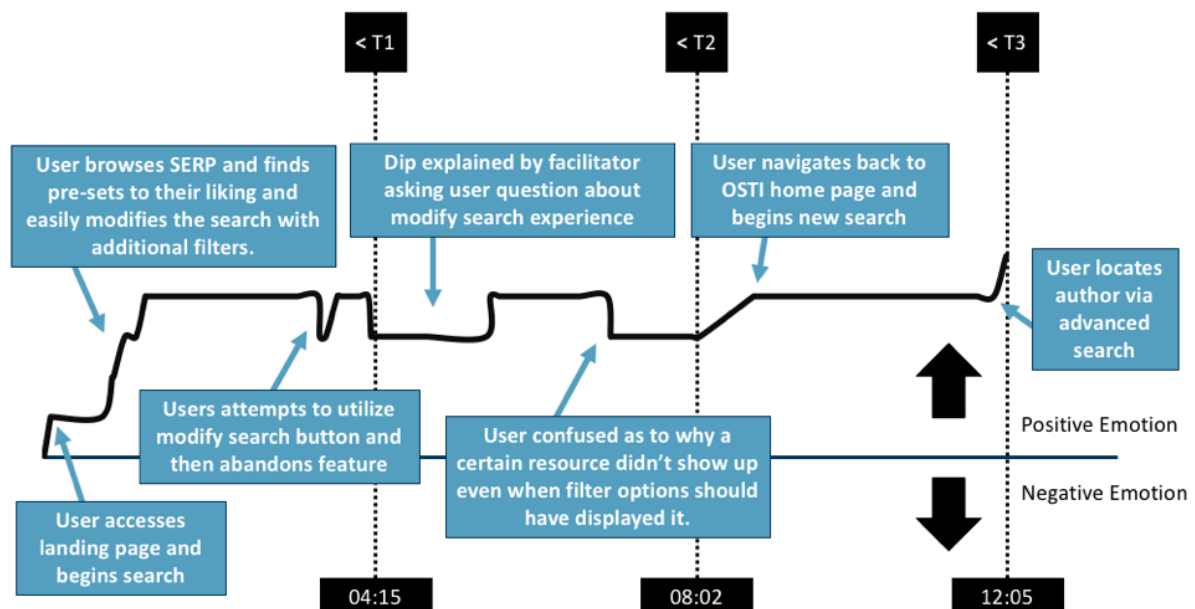 < T1
< T2
< T3
User browses SERP and finds
pre-sets to their liking and
easily modifies the search with
additional filters.
Dip explained by facilitator
asking user question about
modify search experience
User navigates back to
OSTI home page and
begins new search
User locates
author via
advanced
search
Users attempts to utilize
modify search button and
then abandons feature
User confused as to why a
certain resource didn't show up
even when filter options should
have displayed it.
Positive Emotion
Negative Emotion
User accesses
landing page and
begins search
04:15
08:02
12:05